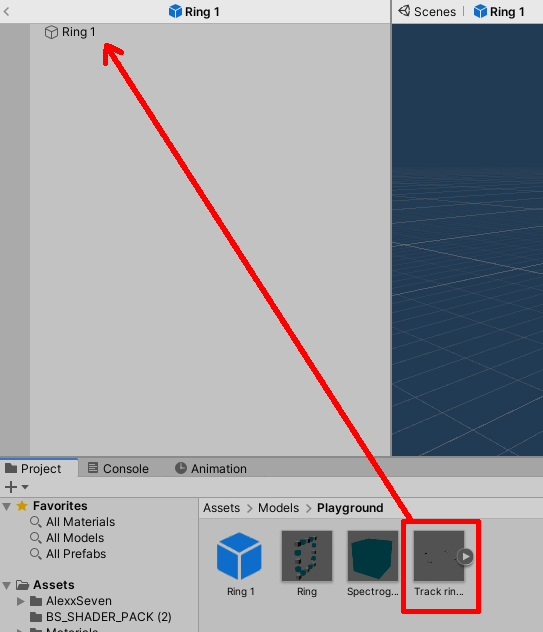 Ring 1
Scenes | Ring 1
Ring 1
Project Console Animation
Favorites
All Materials
All Models
All Prefabs
Assets
AlexxSeven
BS_SHADER_PACK (2)
Materials
Assets > Models > Playground
Ring 1 Ring Spectrog... Track rin...